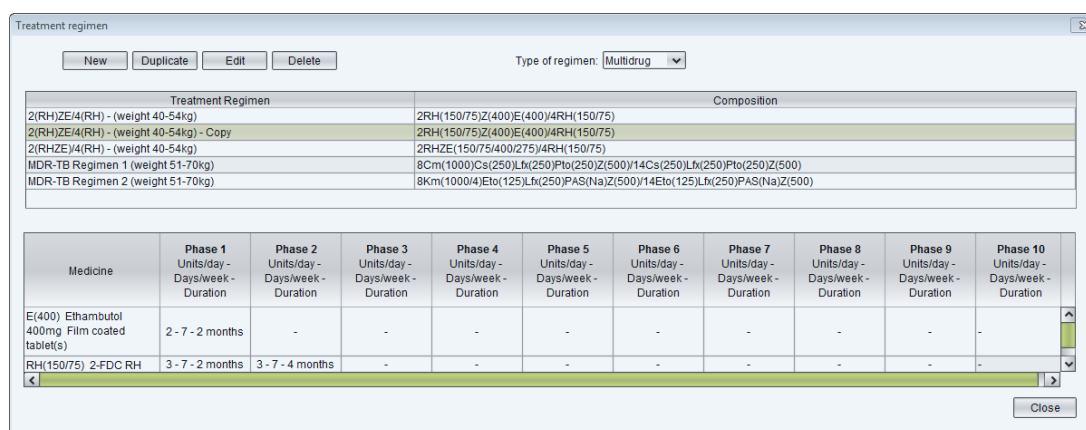 Treatment regimen
New Duplicate Edit Delete Type of regimen: Multidrug
Treatment Regimen Composition
2(RH)ZE/4(RH) - (weight 40-54kg) 2RH(150/75)Z(400)E(400)/4RH(150/75)
2(RH)ZE/4(RH) - (weight 40-54kg) - Copy 2RH(150/75)Z(400)E(400)/4RH(150/75)
2(RHZE)/4(RH) - (weight 40-54kg) 2RHZE(150/75/400/275)/4RH(150/75)
MDR-TB Regimen 1 (weight 51-70kg) 8Cm(1000)Cs(250)Lfx(250)Pto(250)Z(500)/14Cs(250)Lfx(250)Pto(250)Z(500)
MDR-TB Regimen 2 (weight 51-70kg) 8Km(1000/4)Eto(125)Lfx(250)PAS(Na)Z(500)/14Eto(125)Lfx(250)PAS(Na)Z(500)
Phase 1 Phase 2 Phase 3 Phase 4 Phase 5 Phase 6 Phase 7 Phase 8 Phase 9 Phase 10
Units/day - Units/day - Units/day - Units/day - Units/day - Units/day - Units/day - Units/day - Units/day - Units/day -
Medicine Days/week - Days/week - Days/week - Days/week - Days/week - Days/week - Days/week - Days/week - Days/week - Days/week -
Duration Duration Duration Duration Duration Duration Duration Duration Duration Duration
E(400) Ethambutol
400mg Film coated 2 - 7 - 2 months - - - - - - - - -
tablet(s)
RH(150/75) 2-FDC RH 3 - 7 - 2 months 3 - 7 - 4 months - - - - - - - -
Close